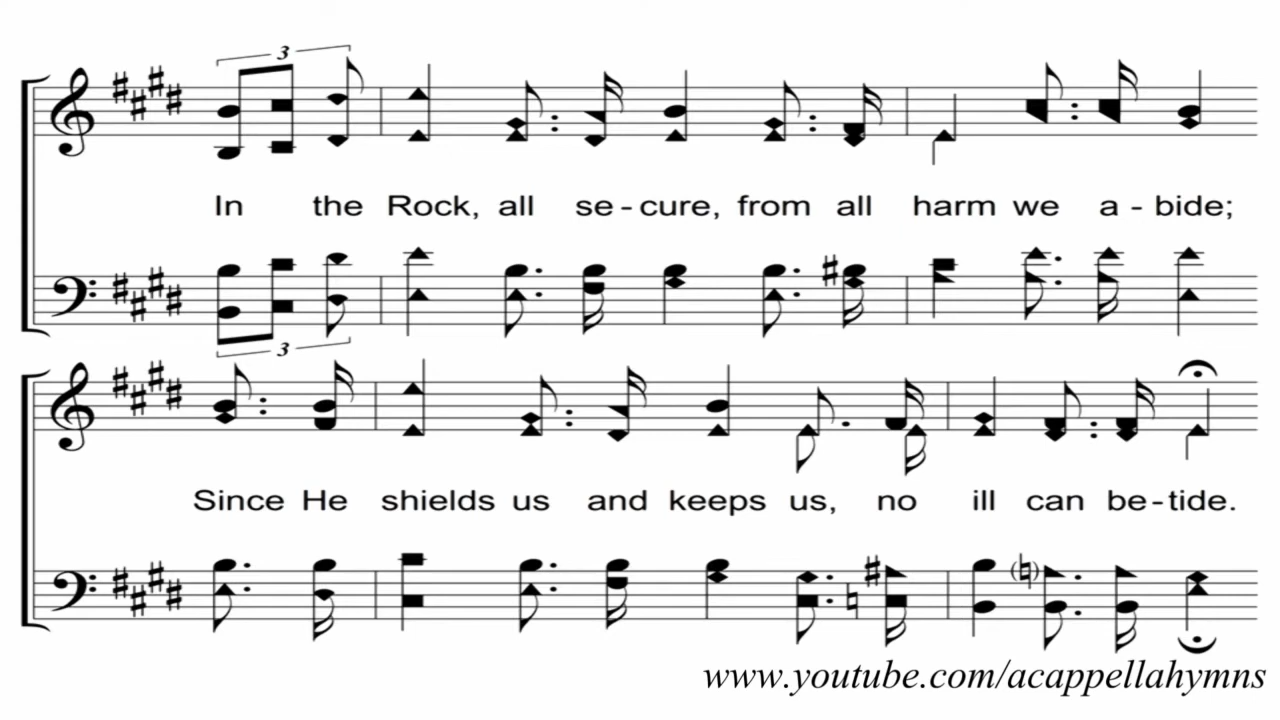 3
In the Rock, all se-cure, from all harm we a-bide;
3
Since He shields us and keeps us, no ill can be-tide.
www.youtube.com/acappellahymns